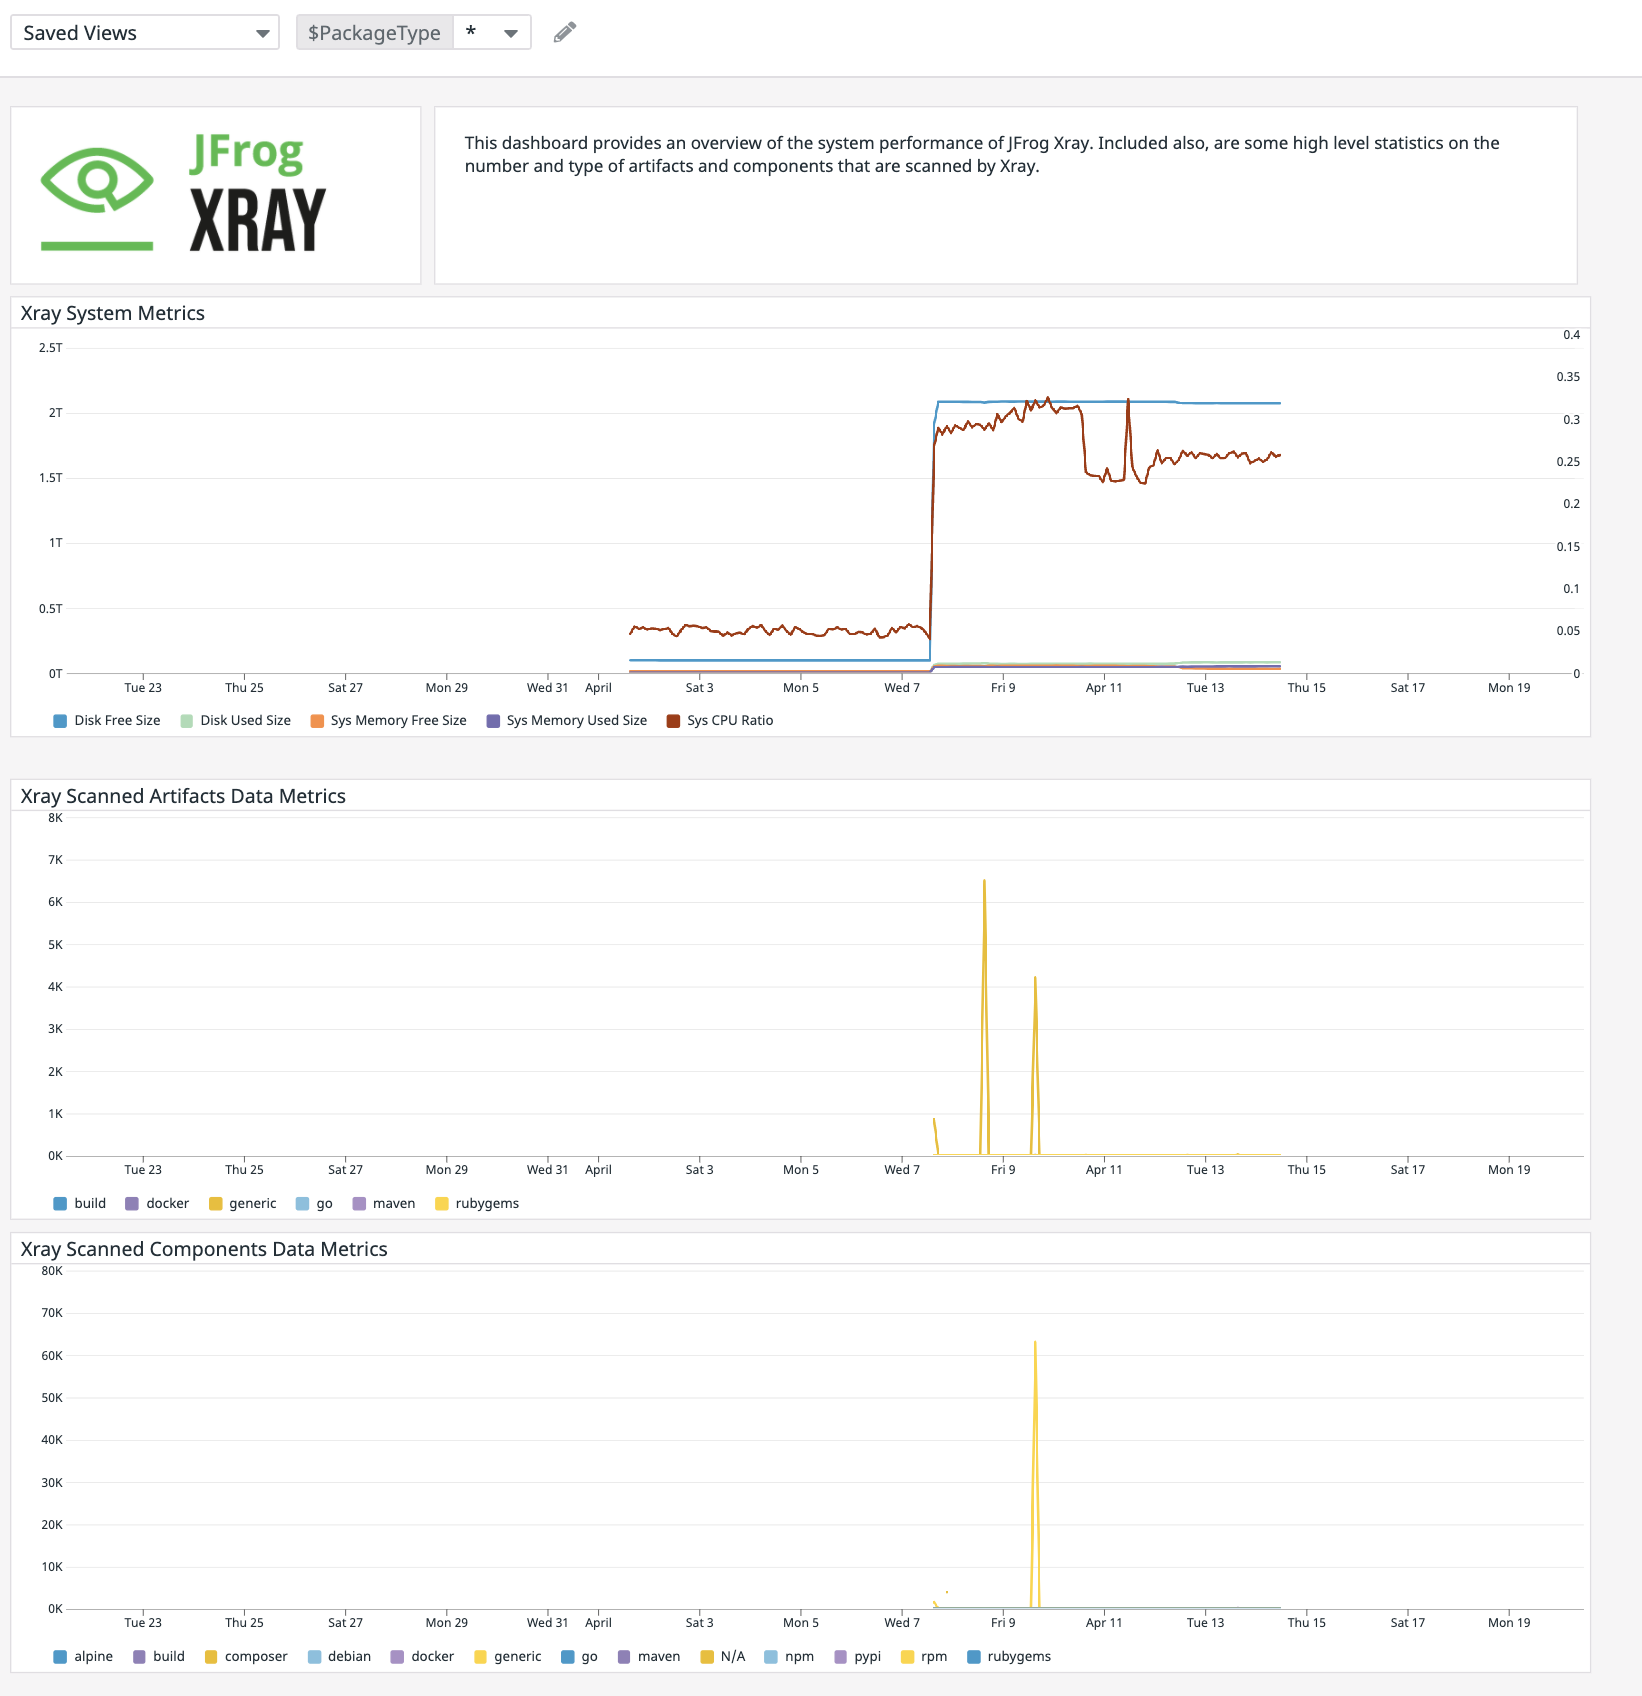 Saved Views
$PackageType *
JFrog
XRAY
This dashboard provides an overview of the system performance of JFrog Xray. Included also, are some high level statistics on the
number and type of artifacts and components that are scanned by Xray.
Xray System Metrics
2.5T
2T
1.5T
1T
0.5T
0T
0.4
0.35
0.3
0.25
0.2
0.15
0.1
0.05
0
Tue 23 Thu 25 Sat 27 Mon 29 Wed 31 April Sat 3 Mon 5 Wed 7 Fri 9 Apr 11 Tue 13 Thu 15 Sat 17 Mon 19
Disk Free Size Disk Used Size Sys Memory Free Size Sys Memory Used Size Sys CPU Ratio
Xray Scanned Artifacts Data Metrics
8K
7K
6K
5K
4K
3K
2K
1K
0K
Tue 23 Thu 25 Sat 27 Mon 29 Wed 31 April Sat 3 Mon 5 Wed 7 Fri 9 Apr 11 Tue 13 Thu 15 Sat 17 Mon 19
build docker generic go maven rubygems
Xray Scanned Components Data Metrics
80K
70K
60K
50K
40K
30K
20K
10K
0K
Tue 23 Thu 25 Sat 27 Mon 29 Wed 31 April Sat 3 Mon 5 Wed 7 Fri 9 Apr 11 Tue 13 Thu 15 Sat 17 Mon 19
alpine build composer debian docker generic go maven N/A npm pypi rpm rubygems